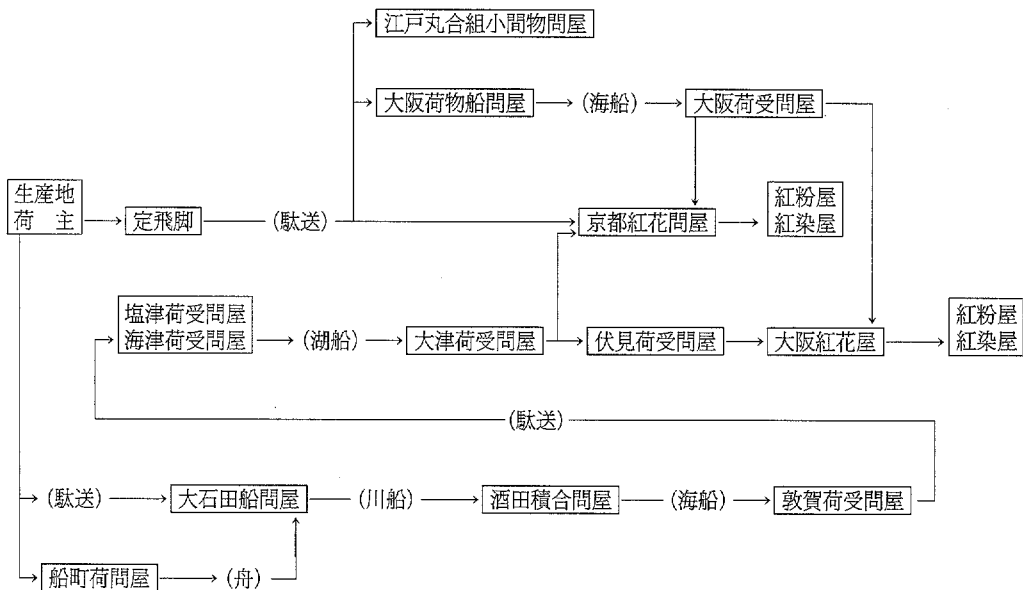 江戸丸合組小間物問屋
大阪荷物船問屋
(海船)
大阪荷受問屋
生産地
荷　主
定飛脚
(駄送)
京都紅花問屋
紅粉屋
紅染屋
塩津荷受問屋
海津荷受問屋
(湖船)
大津荷受問屋
伏見荷受問屋
大阪紅花屋
紅粉屋
紅染屋
(駄送)
(駄送)
大石田船問屋
(川船)
酒田積合問屋
(海船)
敦賀荷受問屋
船町荷問屋
(舟)